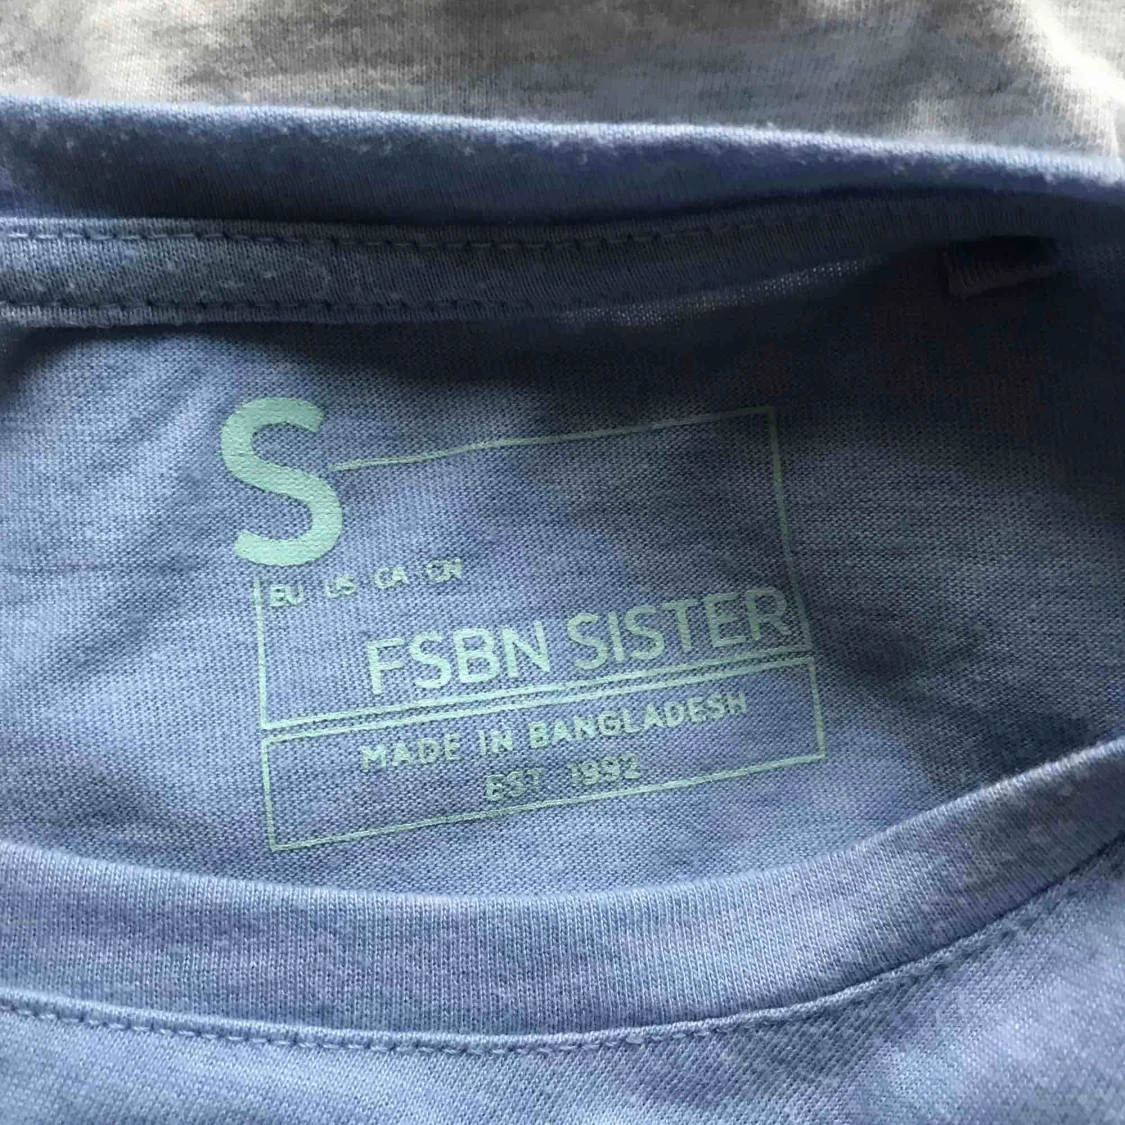 S
EU US CA CN
FSBN SISTER
MADE IN BANGLADESH
EST 1992